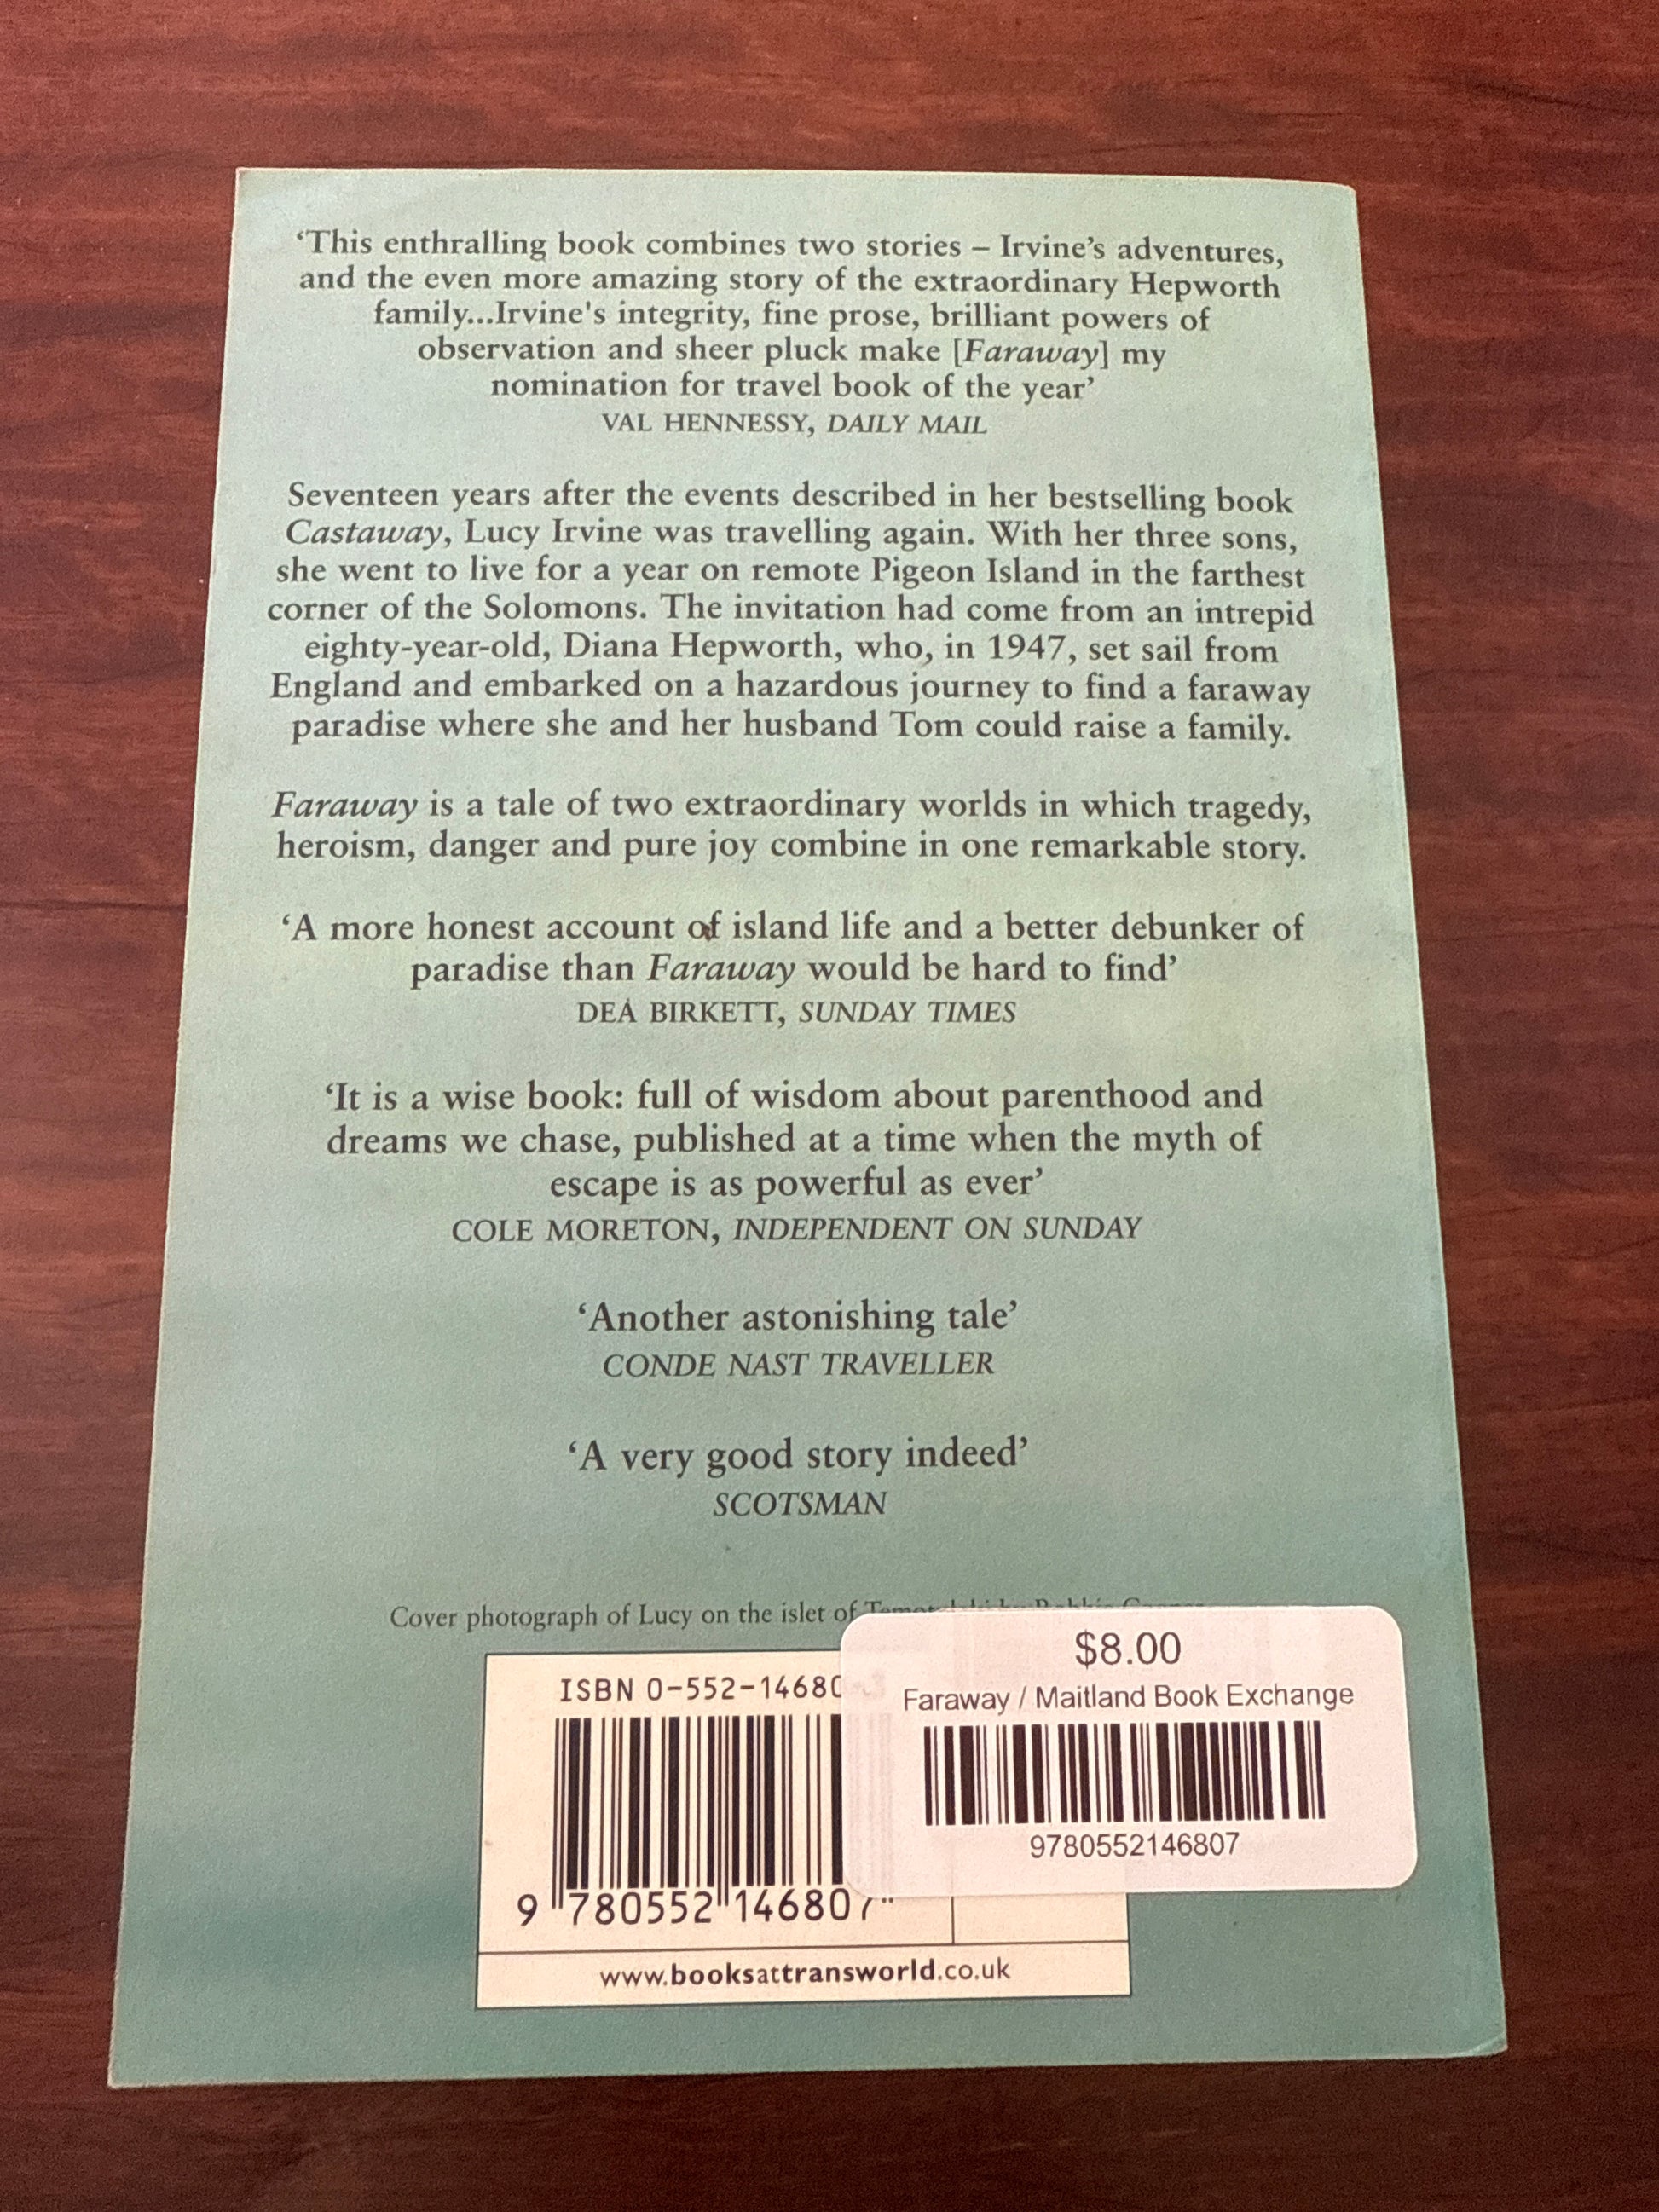 ‘This enthralling book combines two stories – Irvine’s adventures,
and the even more amazing story of the extraordinary Hepworth
family...Irvine's integrity, fine prose, brilliant powers of
observation and sheer pluck make [Faraway] my
nomination for travel book of the year’
VAL HENNESSY, DAILY MAIL
Seventeen years after the events described in her bestselling book
Castaway, Lucy Irvine was travelling again. With her three sons,
she went to live for a year on remote Pigeon Island in the farthest
corner of the Solomons. The invitation had come from an intrepid
eighty-year-old, Diana Hepworth, who, in 1947, set sail from
England and embarked on a hazardous journey to find a faraway
paradise where she and her husband Tom could raise a family.
Faraway is a tale of two extraordinary worlds in which tragedy,
heroism, danger and pure joy combine in one remarkable story.
‘A more honest account of island life and a better debunker of
paradise than Faraway would be hard to find’
DEA BIRKETT, SUNDAY TIMES
‘It is a wise book: full of wisdom about parenthood and
dreams we chase, published at a time when the myth of
escape is as powerful as ever’
COLE MORETON, INDEPENDENT ON SUNDAY
‘Another astonishing tale’
CONDE NAST TRAVELLER
‘A very good story indeed’
SCOTSMAN
Cover photograph of Lucy on the islet of
ISBN 0-552-14680
9 780552 146807
www.booksattransworld.co.uk
$8.00
Faraway / Maitland Book Exchange
9780552146807